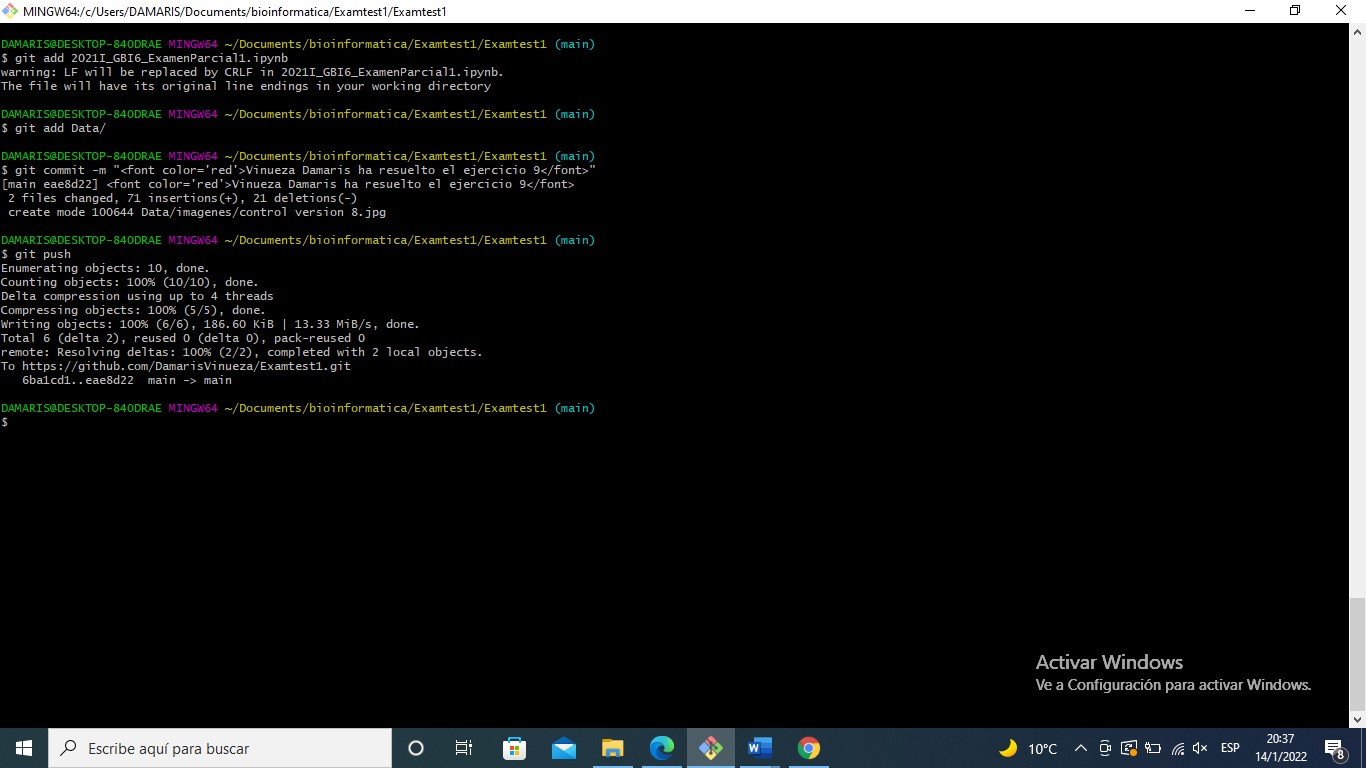 MINGW64:/c/Users/DAMARIS/Documents/bioinformatica/Examtest1/Examtest1
DAMARIS@DESKTOP-84ODRAE MINGW64 ~/Documents/bioinformatica/Examtest1/Examtest1 (main)
$ git add 2021I_GBI6_ExamenParcial1.ipynb
warning: LF will be replaced by CRLF in 2021I_GBI6_ExamenParcial1.ipynb.
The file will have its original line endings in your working directory
DAMARIS@DESKTOP-84ODRAE MINGW64 ~/Documents/bioinformatica/Examtest1/Examtest1 (main)
$ git add Data/
DAMARIS@DESKTOP-84ODRAE MINGW64 ~/Documents/bioinformatica/Examtest1/Examtest1 (main)
$ git commit -m "<font color='red'>Vinueza Damaris ha resuelto el ejercicio 9</font>"
[main eae8d22] <font color='red'>Vinueza Damaris ha resuelto el ejercicio 9</font>
2 files changed, 71 insertions(+), 21 deletions(-)
create mode 100644 Data/imagenes/control version 8.jpg
DAMARIS@DESKTOP-84ODRAE MINGW64 ~/Documents/bioinformatica/Examtest1/Examtest1 (main)
$ git push
Enumerating objects: 10, done.
Counting objects: 100% (10/10), done.
Delta compression using up to 4 threads
Compressing objects: 100% (5/5), done.
Writing objects: 100% (6/6), 186.60 KiB | 13.33 MiB/s, done.
Total 6 (delta 2), reused 0 (delta 0), pack-reused 0
remote: Resolving deltas: 100% (2/2), completed with 2 local objects.
To https://github.com/DamarisVinueza/Examtest1.git
6ba1cd1..eae8d22  main -> main
DAMARIS@DESKTOP-84ODRAE MINGW64 ~/Documents/bioinformatica/Examtest1/Examtest1 (main)
$
Activar Windows
Ve a Configuración para activar Windows.
Escribe aquí para buscar
10°C
ESP
20:37
14/1/2022
8